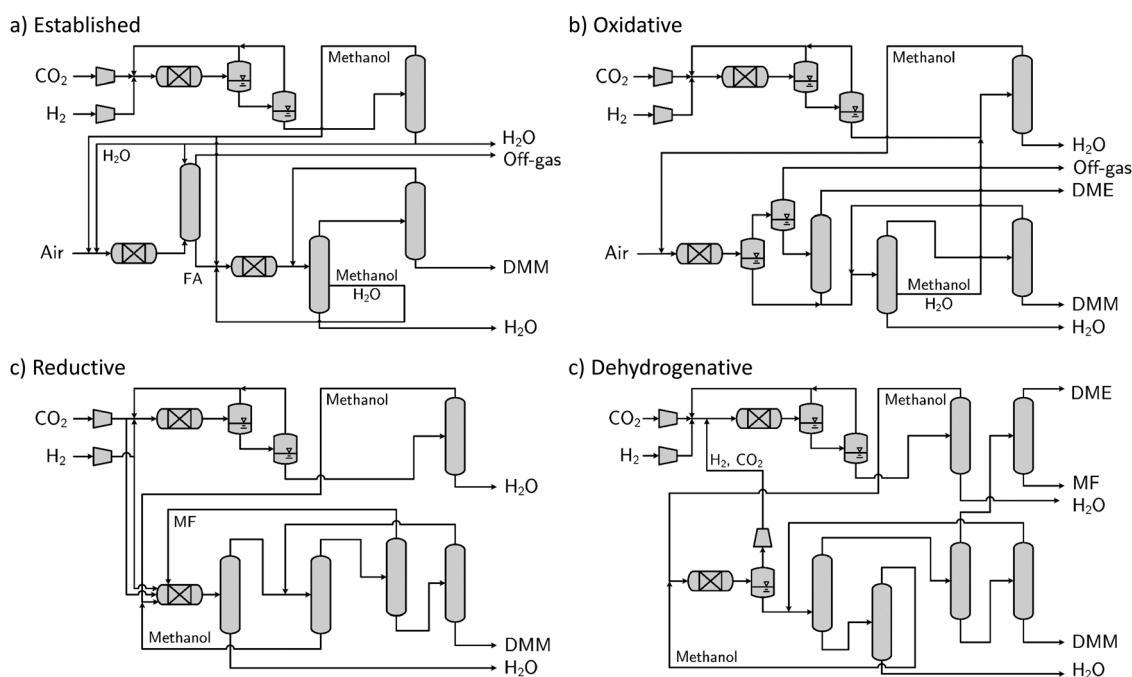 a) Established
Methanol
CO₂
H₂
H₂O
H₂O
Off-gas
Air
FA
Methanol
H₂O
DMM
H₂O
b) Oxidative
Methanol
CO₂
H₂
H₂O
Off-gas
DME
Air
Methanol
H₂O
DMM
H₂O
c) Reductive
Methanol
CO₂
H₂
H₂O
MF
Methanol
DMM
H₂O
c) Dehydrogenative
DME
Methanol
CO₂
H₂
H₂, CO₂
MF
H₂O
Methanol
DMM
H₂O